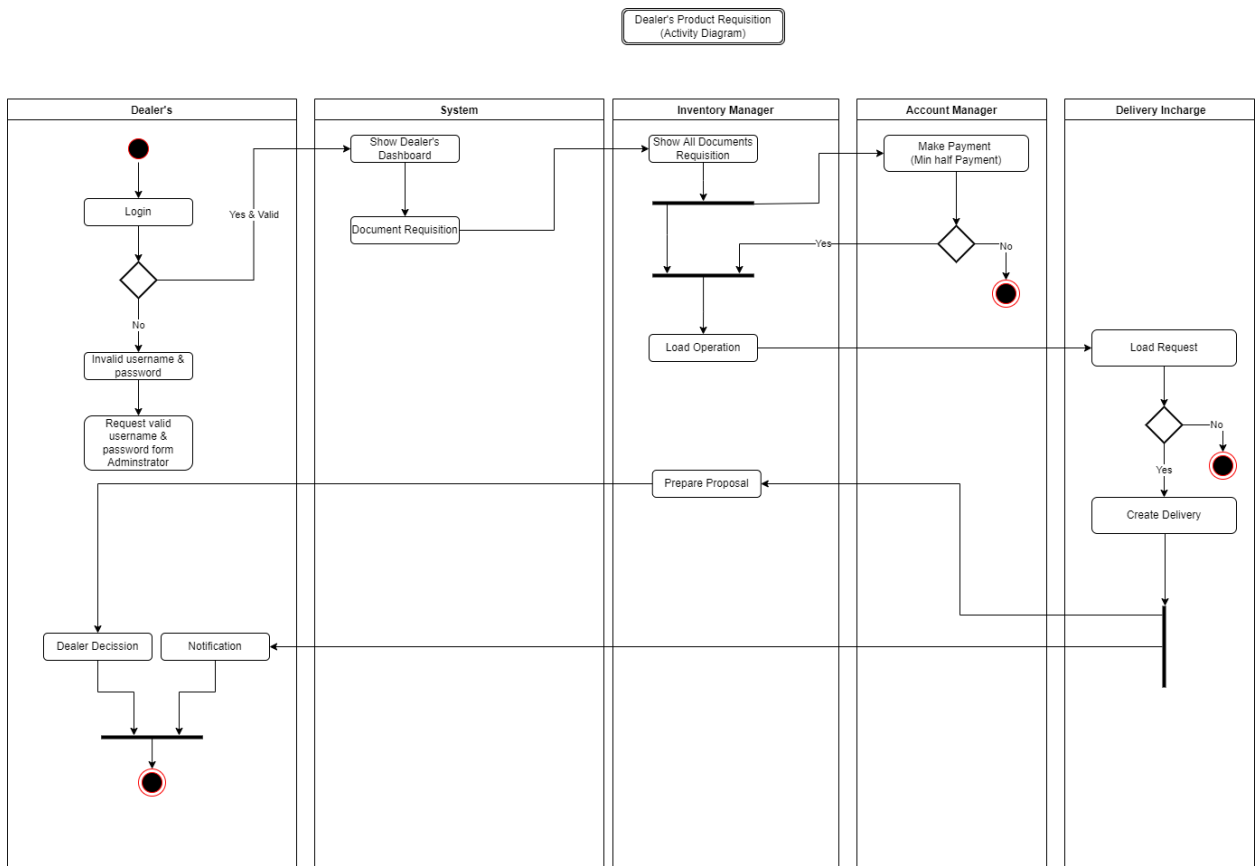 Dealer's Product Requisition
(Activity Diagram)
Dealer's
System
Inventory Manager
Account Manager
Delivery Incharge
Show Dealer's
Dashboard
Show All Documents
Requisition
Make Payment
(Min half Payment)
Login
Yes & Valid
Document Requisition
Yes
No
No
Invalid username &
password
Load Operation
Load Request
Request valid
username &
password form
Adminstrator
No
Yes
Prepare Proposal
Create Delivery
Dealer Decission
Notification